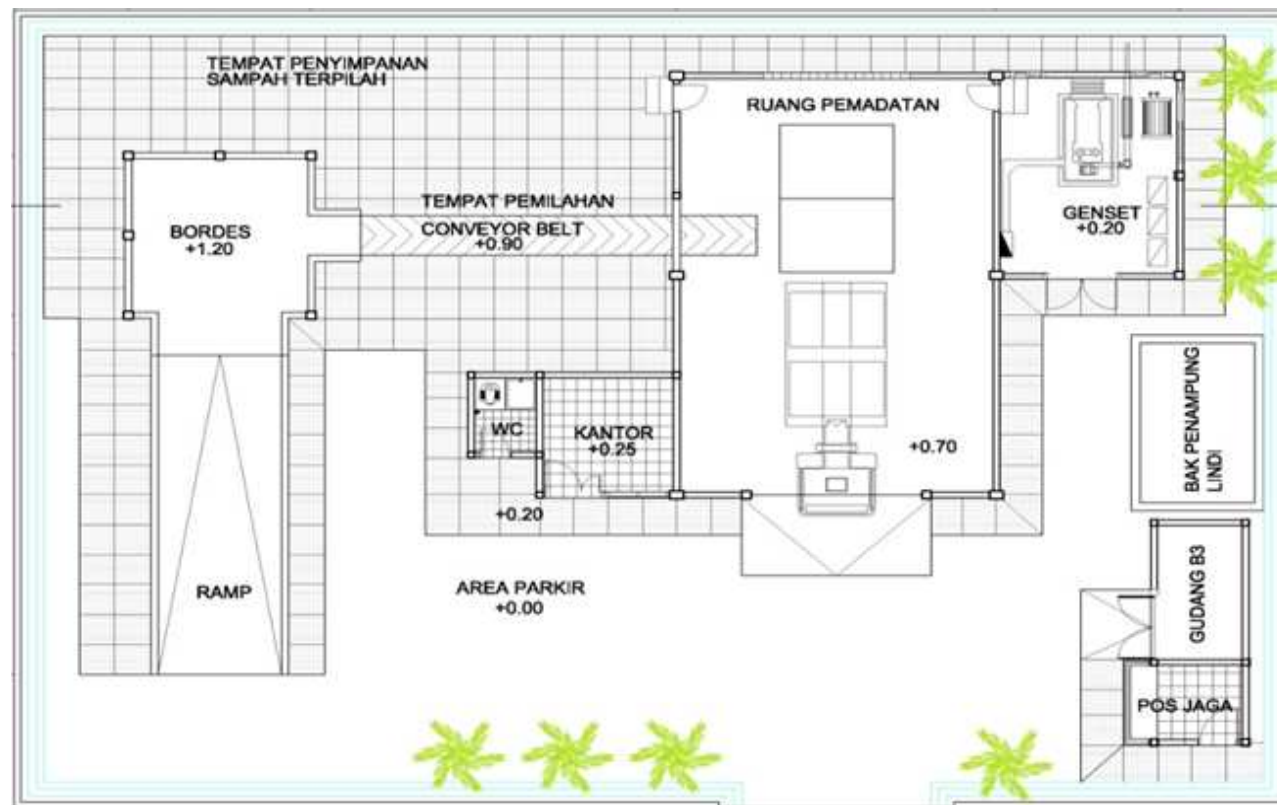 TEMPAT PENYIMPANAN
SAMPAH TERPILAH
RUANG PEMADATAN
TEMPAT PEMILAHAN
CONVEYOR BELT
+0.90
BORDES
+1.20
GENSET
+0.20
BAK PENAMPUNG
LINDI
WC
KANTOR
+0.25
+0.70
+0.20
RAMP
AREA PARKIR
+0.00
GUDANG B3
POS JAGA